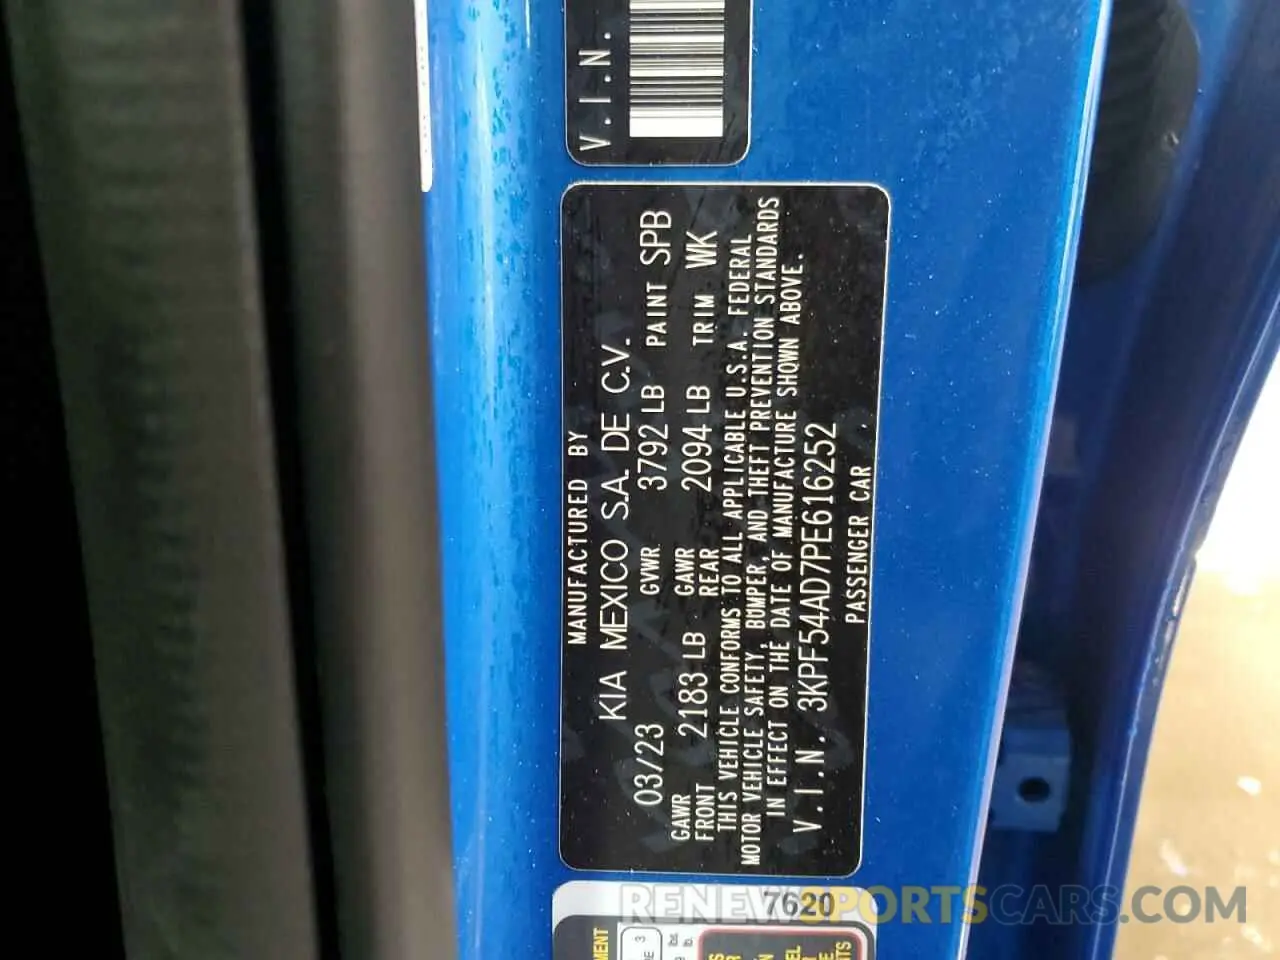 V.I.N.
MANUFACTURED BY
KIA MEXICO S.A. DE C.V.
03/23 GVWR 3792 LB PAINT SPB
GAWR FRONT 2183 LB GAWR REAR 2094 LB TRIM WK
THIS VEHICLE CONFORMS TO ALL APPLICABLE U.S.A. FEDERAL
MOTOR VEHICLE SAFETY, BUMPER, AND THEFT PREVENTION STANDARDS
IN EFFECT ON THE DATE OF MANUFACTURE SHOWN ABOVE.
V.I.N. 3KPF54AD7PE616252
PASSENGER CAR
7620
RENEWSPORTSCARS.COM